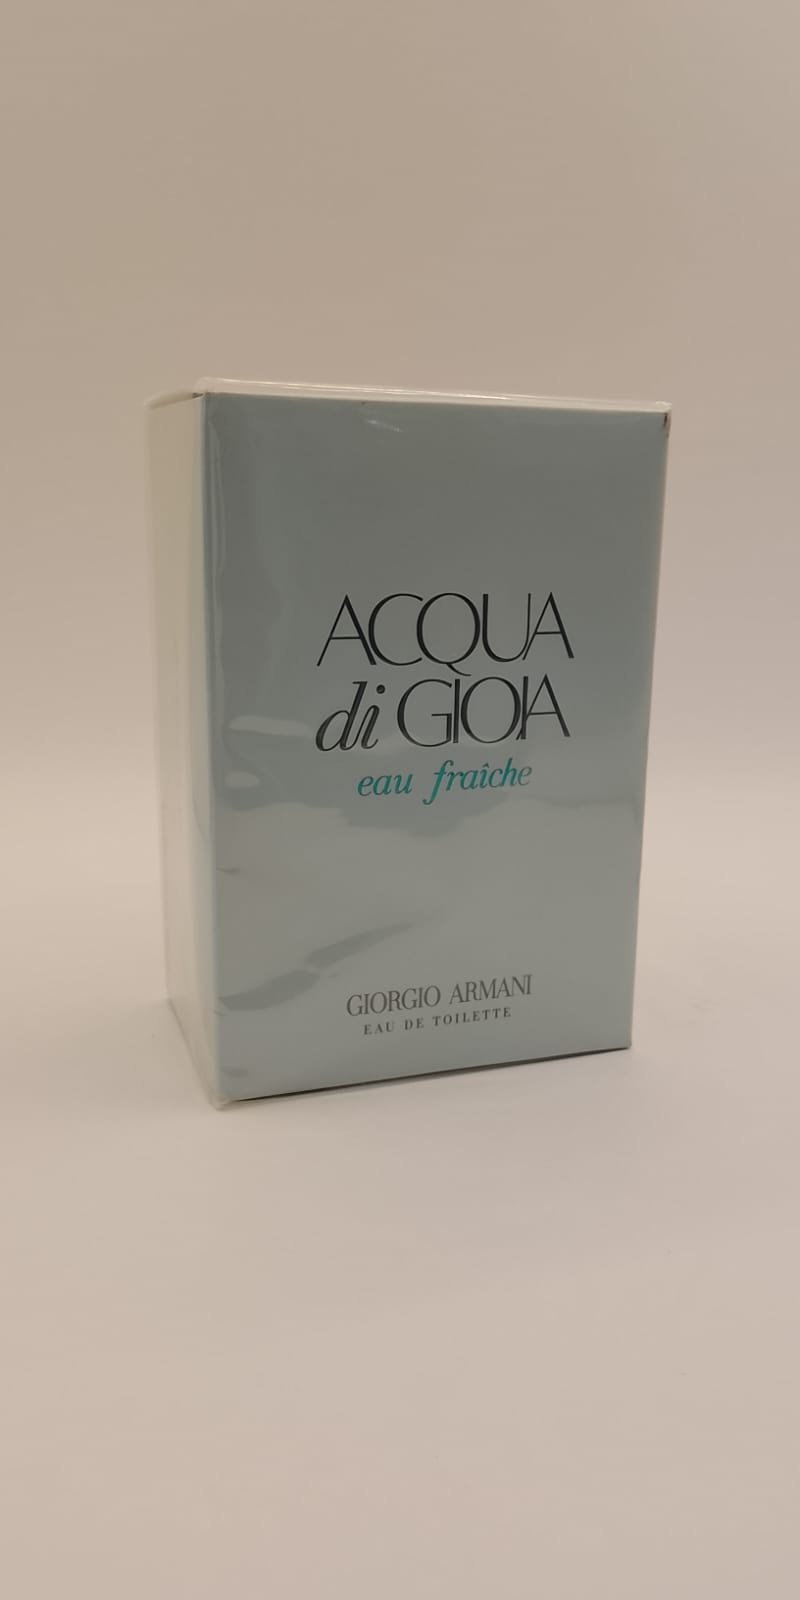 ACQUA
di GIOIA
eau fraîche
GIORGIO ARMANI
EAU DE TOILETTE